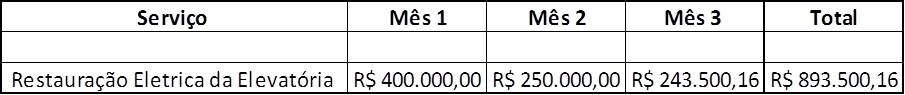 Serviço Mês 1 Mês 2 Mês 3 Total
Restauração Eletrica da Elevatória R$ 400.000,00 R$ 250.000,00 R$ 243.500,16 R$ 893.500,16